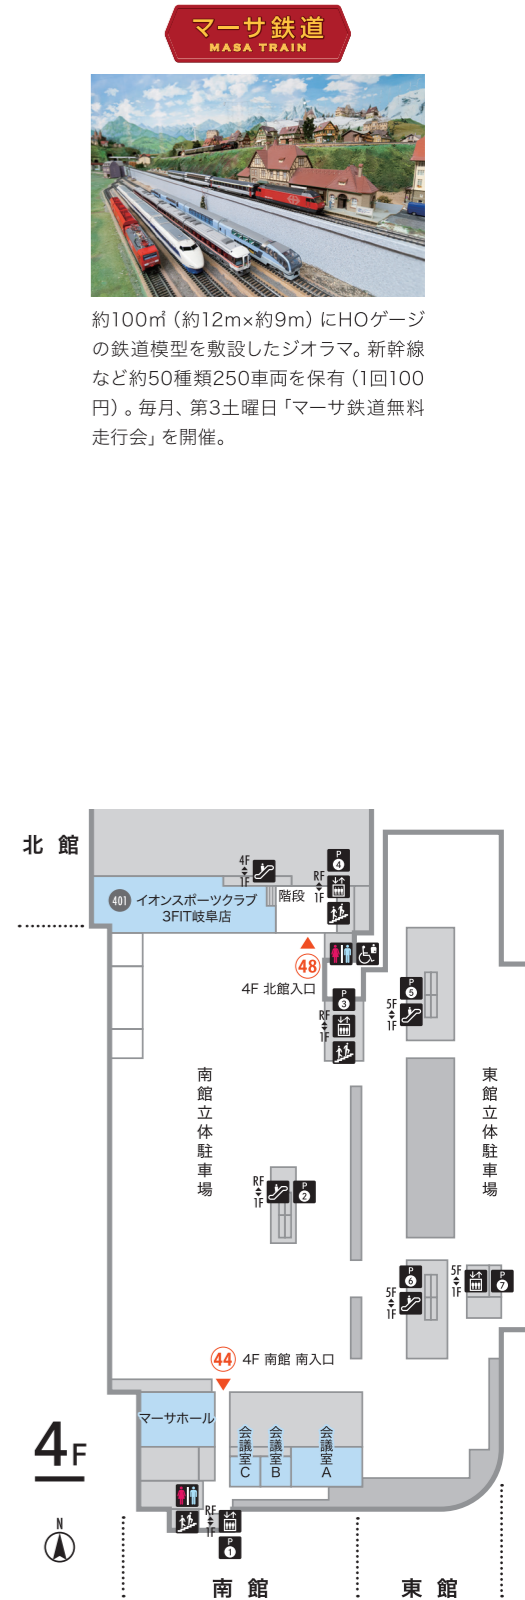 マーサ鉄道
MASA TRAIN
約100㎡（約12m×約9m）にHOゲージ
の鉄道模型を敷設したジオラマ。新幹線
など約50種類250車両を保有（1回100
円）。毎月、第3土曜日「マーサ鉄道無料
走行会」を開催。
北館
4F
1F
P
4
RF
1F
401
イオンスポーツクラブ
3FIT岐阜店
階段
48
4F 北館入口
P
3
RF
1F
P
5
5F
1F
南館立体駐車場
東館立体駐車場
RF
1F
P
2
P
6
5F
1F
5F
1F
P
7
44
4F 南館 南入口
マーサホール
会議室C
会議室B
会議室A
4F
RF
1F
P
1
N
南館
東館